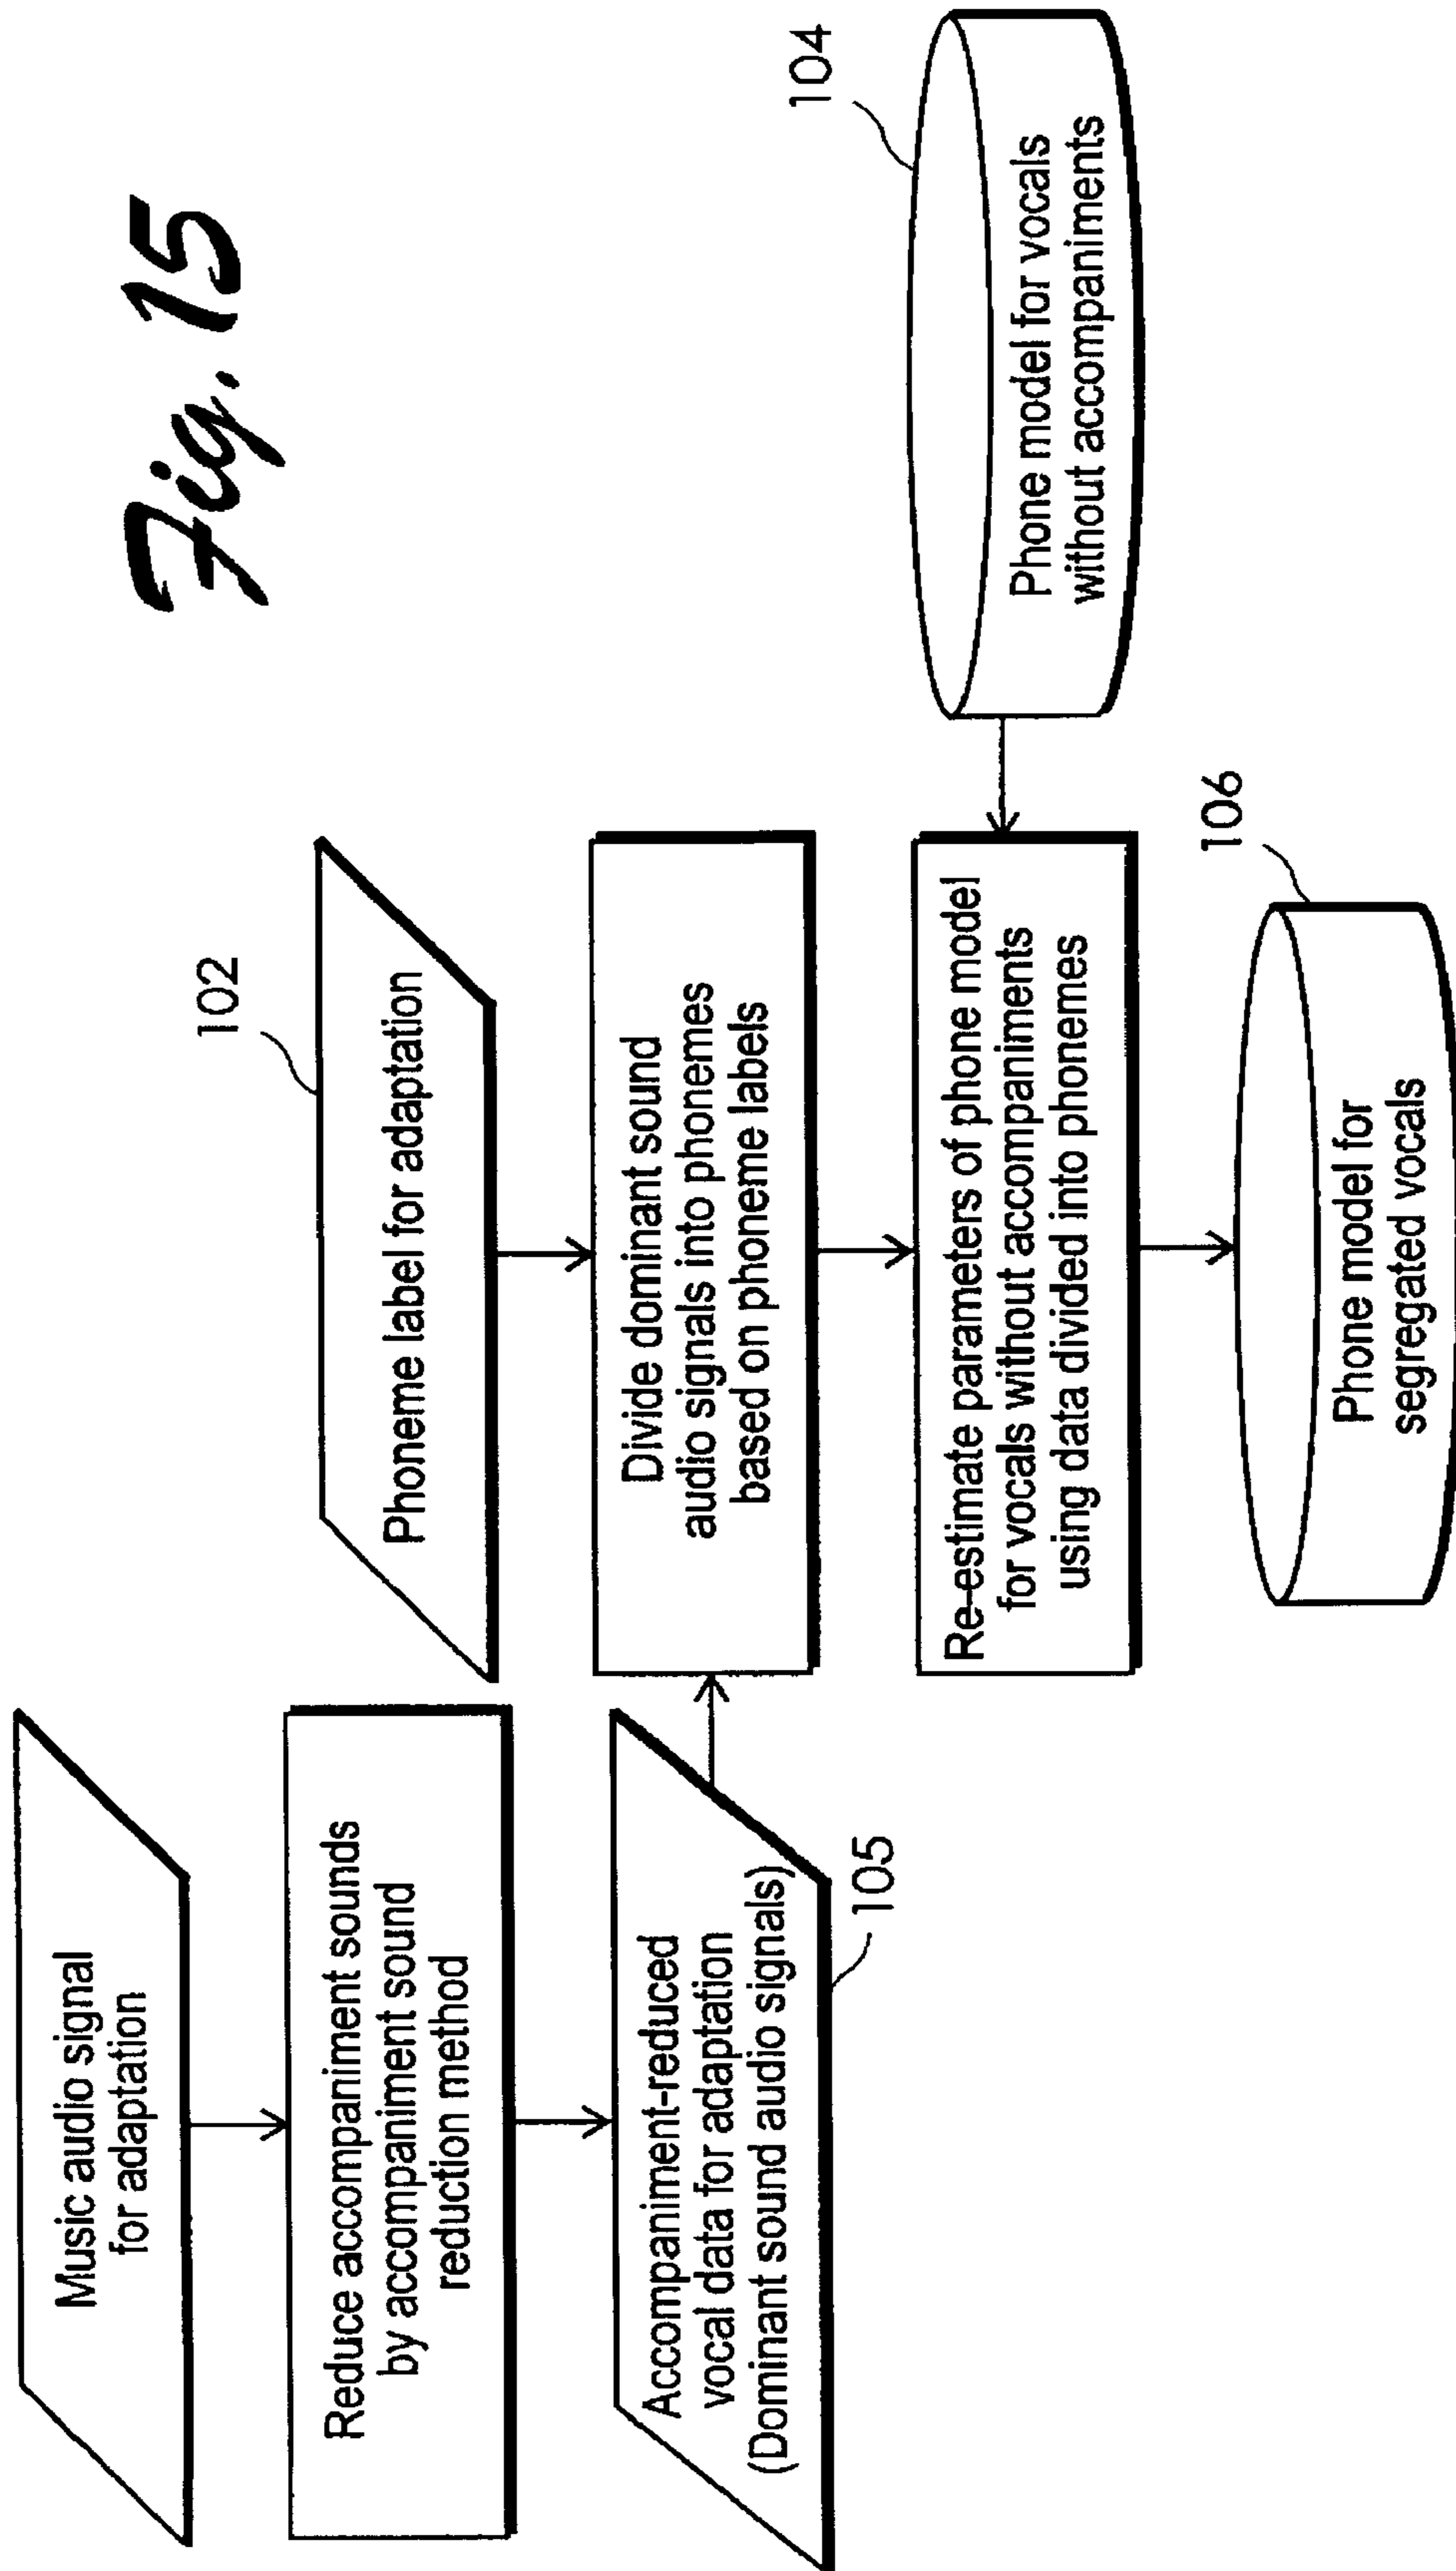 Fig. 15
Music audio signal
for adaptation
Reduce accompaniment sounds
by accompaniment sound
reduction method
Accompaniment-reduced
vocal data for adaptation
(Dominant sound audio signals)
105
102
Phoneme label for adaptation
Divide dominant sound
audio signals into phonemes
based on phoneme labels
Re-estimate parameters of phone model
for vocals without accompaniments
using data divided into phonemes
104
Phone model for vocals
without accompaniments
106
Phone model for
segregated vocals